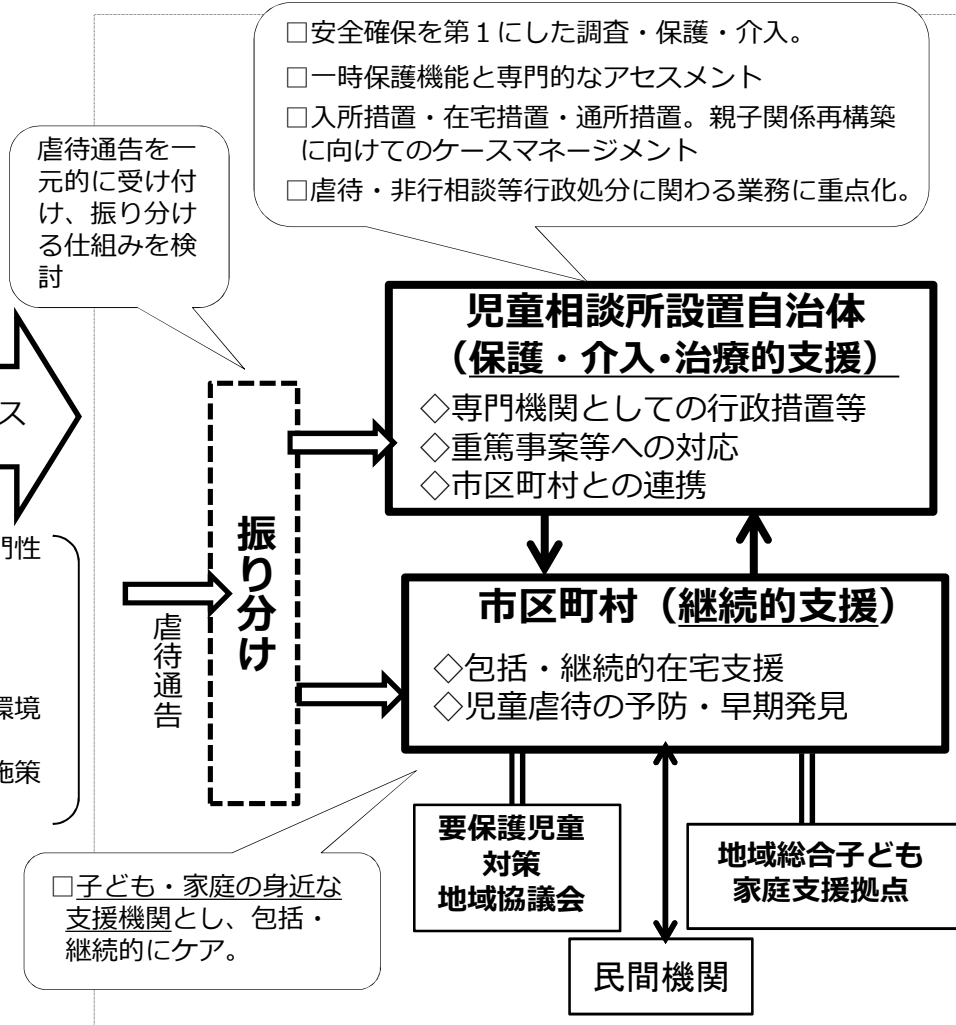 □安全確保を第１にした調査・保護・介入。
□一時保護機能と専門的なアセスメント
□入所措置・在宅措置・通所措置。親子関係再構築
に向けてのケースマネージメント
□虐待・非行相談等行政処分に関わる業務に重点化。
虐待通告を一
元的に受け付
け、振り分け
る仕組みを検
討
児童相談所設置自治体
（保護・介入・治療的支援）
◇専門機関としての行政措置等
◇重篤事案等への対応
◇市区町村との連携
ス
門性
環境
施策
振り分け
虐待通告
市区町村（継続的支援）
◇包括・継続的在宅支援
◇児童虐待の予防・早期発見
□子ども・家庭の身近な
支援機関とし、包括・
継続的にケア。
要保護児童
対策
地域協議会
地域総合子ども
家庭支援拠点
民間機関